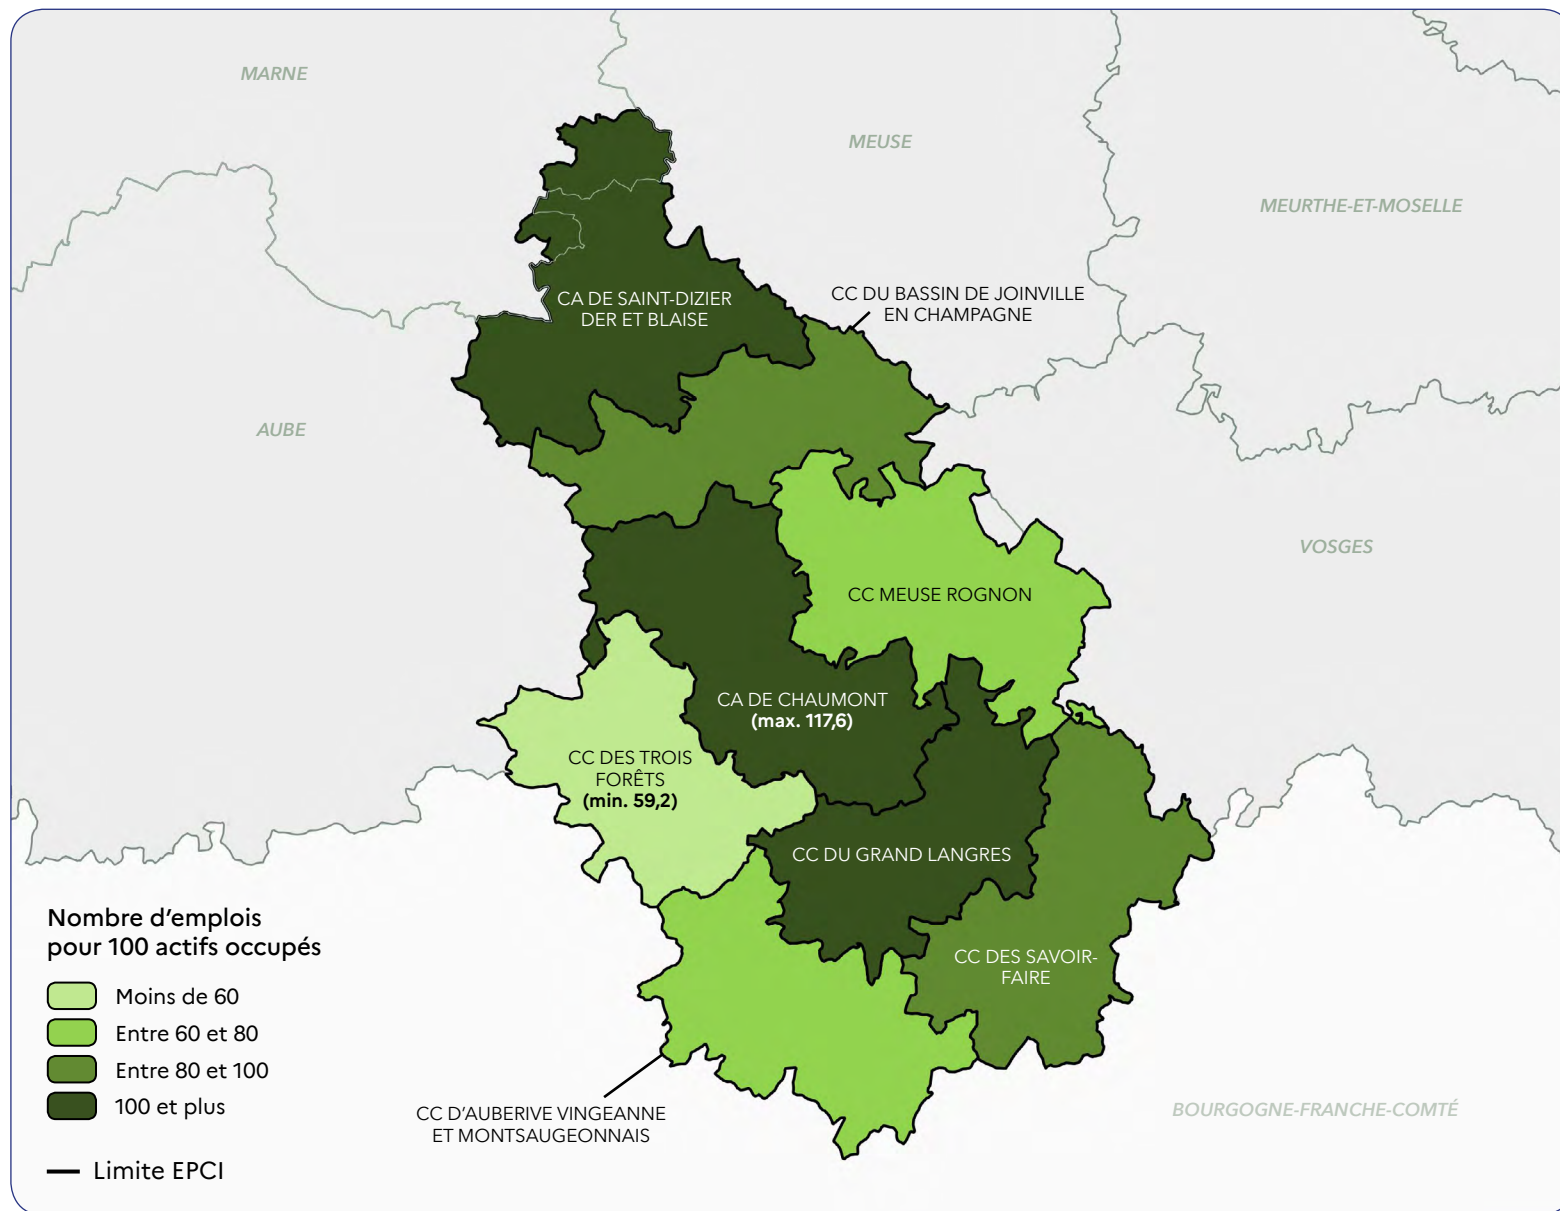 MARNE
MEUSE
MEURTHE-ET-MOSELLE
CA DE SAINT-DIZIER
DER ET BLAISE
CC DU BASSIN DE JOINVILLE
EN CHAMPAGNE
AUBE
VOSGES
CC MEUSE ROGNON
CA DE CHAUMONT
(max. 117,6)
CC DES TROIS
FORÊTS
(min. 59,2)
CC DU GRAND LANGRES
CC DES SAVOIR-
FAIRE
Nombre d'emplois
pour 100 actifs occupés
Moins de 60
Entre 60 et 80
Entre 80 et 100
100 et plus
Limite EPCI
CC D'AUBERIVE VINGEANNE
ET MONTSAUGEONNAIS
BOURGOGNE-FRANCHE-COMTÉ